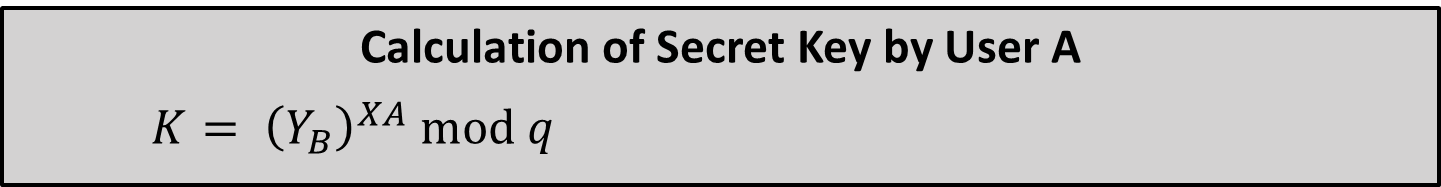 Calculation of Secret Key by User A
K = (Y_B)^{XA} mod q